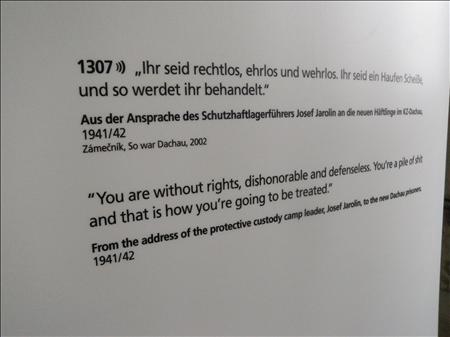 1307 „Ihr seid rechtlos, ehrlos und wehrlos. Ihr seid ein Haufen Scheiße,
und so werdet ihr behandelt."
Aus der Ansprache des Schutzhaftlagerführers Josef Jarolin an die neuen Häftlinge im KZ-Dachau,
1941/42
Zámečník, So war Dachau, 2002
"You are without rights, dishonorable and defenseless. You're a pile of shit
and that is how you're going to be treated."
From the address of the protective custody camp leader, Josef Jarolin, to the new Dachau prisoners.
1941/42